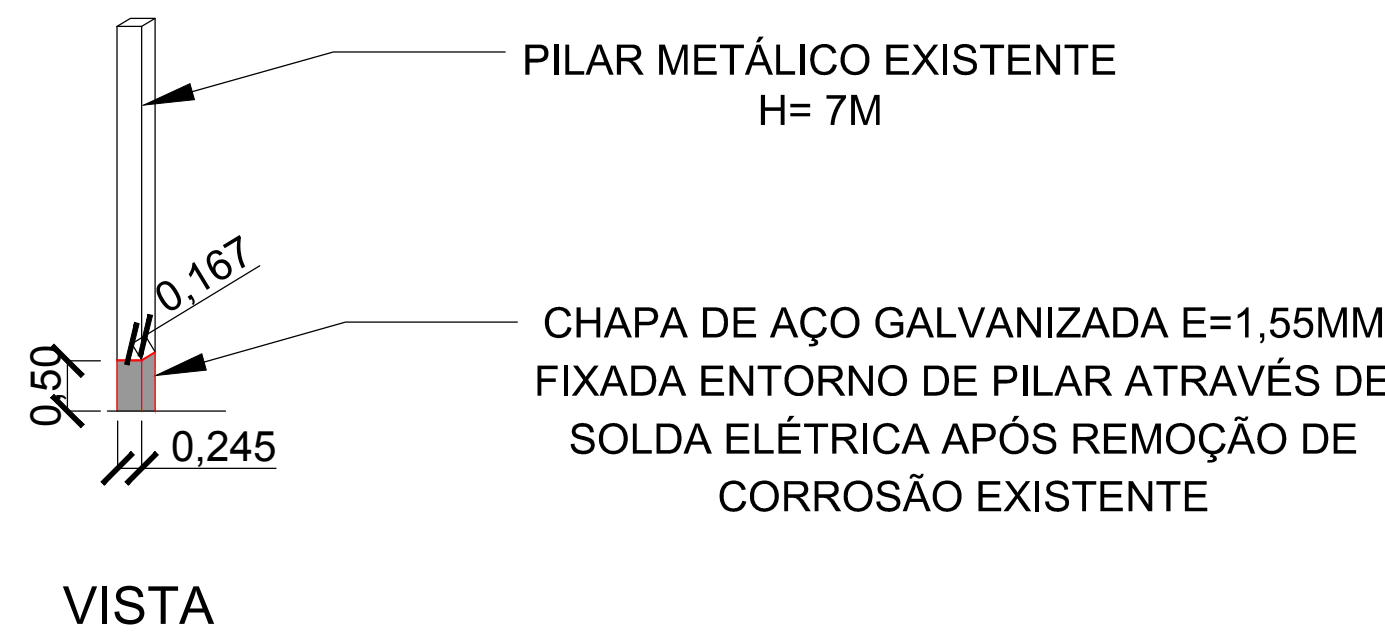 PILAR METÁLICO EXISTENTE
H= 7M
0,167
CHAPA DE AÇO GALVANIZADA E=1,55MM
FIXADA ENTORNO DE PILAR ATRAVÉS DE
SOLDA ELÉTRICA APÓS REMOÇÃO DE
CORROSÃO EXISTENTE
0,50
0,245
VISTA